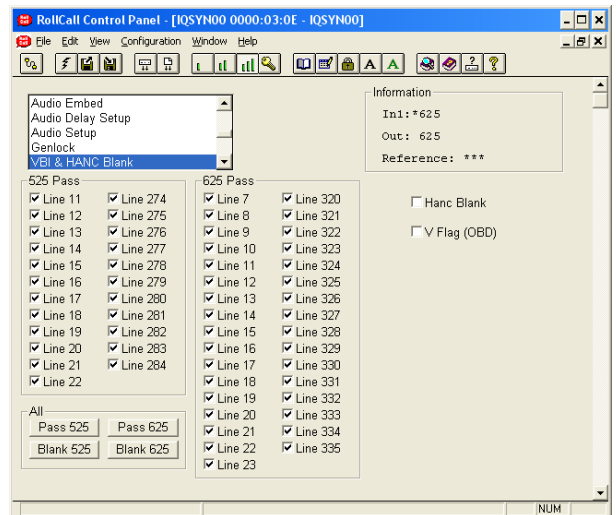 RollCall Control Panel - [IQSYN00 0000:03:0E - IQSYN00]
File Edit View Configuration Window Help
A A
Audio Embed
Audio Delay Setup
Audio Setup
Genlock
VBI & HANC Blank
Information
In1:*625
Out: 625
Reference: ***
525 Pass
Line 11 Line 274
Line 12 Line 275
Line 13 Line 276
Line 14 Line 277
Line 15 Line 278
Line 16 Line 279
Line 17 Line 280
Line 18 Line 281
Line 19 Line 282
Line 20 Line 283
Line 21 Line 284
Line 22
625 Pass
Line 7 Line 320
Line 8 Line 321
Line 9 Line 322
Line 10 Line 323
Line 11 Line 324
Line 12 Line 325
Line 13 Line 326
Line 14 Line 327
Line 15 Line 328
Line 16 Line 329
Line 17 Line 330
Line 18 Line 331
Line 19 Line 332
Line 20 Line 333
Line 21 Line 334
Line 22 Line 335
Line 23
Hanc Blank
V Flag (OBD)
All
Pass 525 Pass 625
Blank 525 Blank 625
NUM